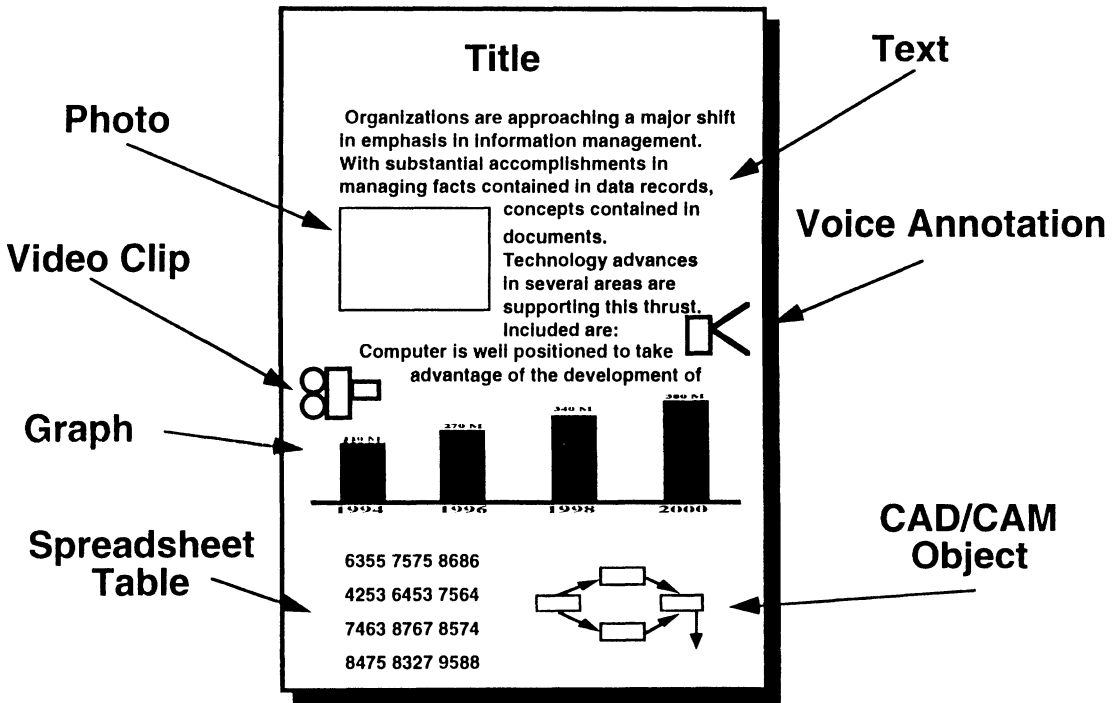 Title
Text
Photo
Organizations are approaching a major shift
in emphasis in information management.
With substantial accomplishments in
managing facts contained in data records,
concepts contained in
documents.
Technology advances
in several areas are
supporting this thrust.
Included are:
Computer is well positioned to take
advantage of the development of
Voice Annotation
Video Clip
Graph
270 M
340 M
380 M
1994
1996
1998
2000
Spreadsheet
Table
6355 7575 8686
4253 6453 7564
7463 8767 8574
8475 8327 9588
CAD/CAM
Object